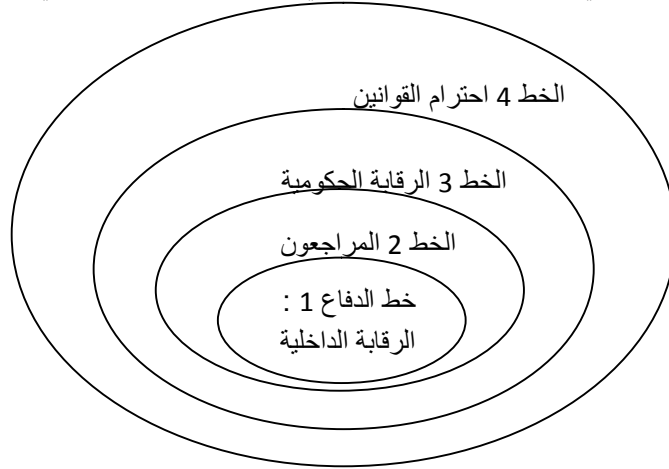 الخط 4 احترام القوانين
الخط 3 الرقابة الحكومية
الخط 2 المراجعون
خط الدفاع 1 :
الرقابة الداخلية